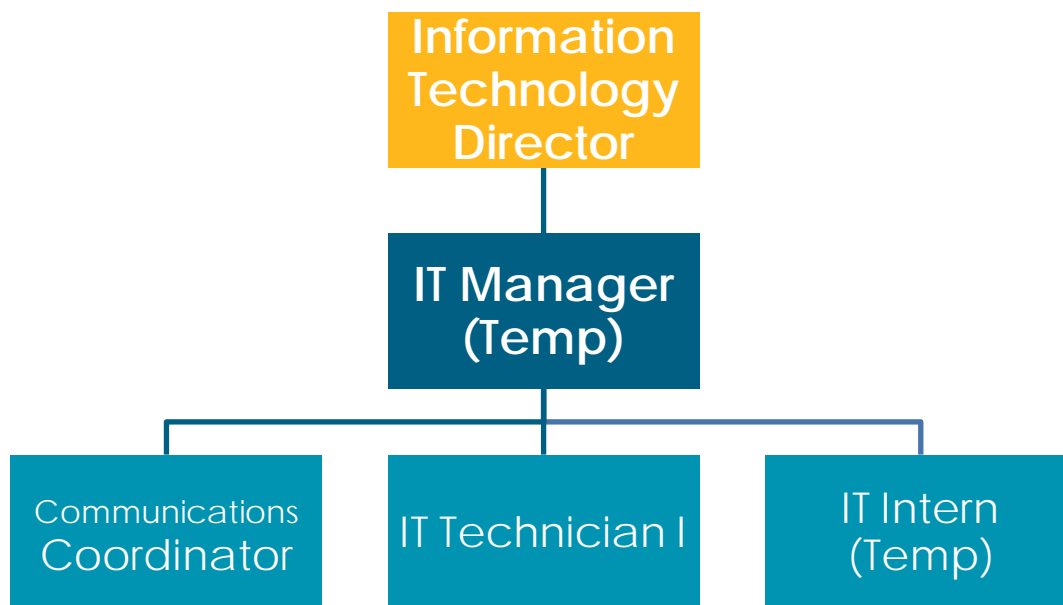 Information
Technology
Director
IT Manager
(Temp)
Communications
Coordinator
IT Technician I
IT Intern
(Temp)